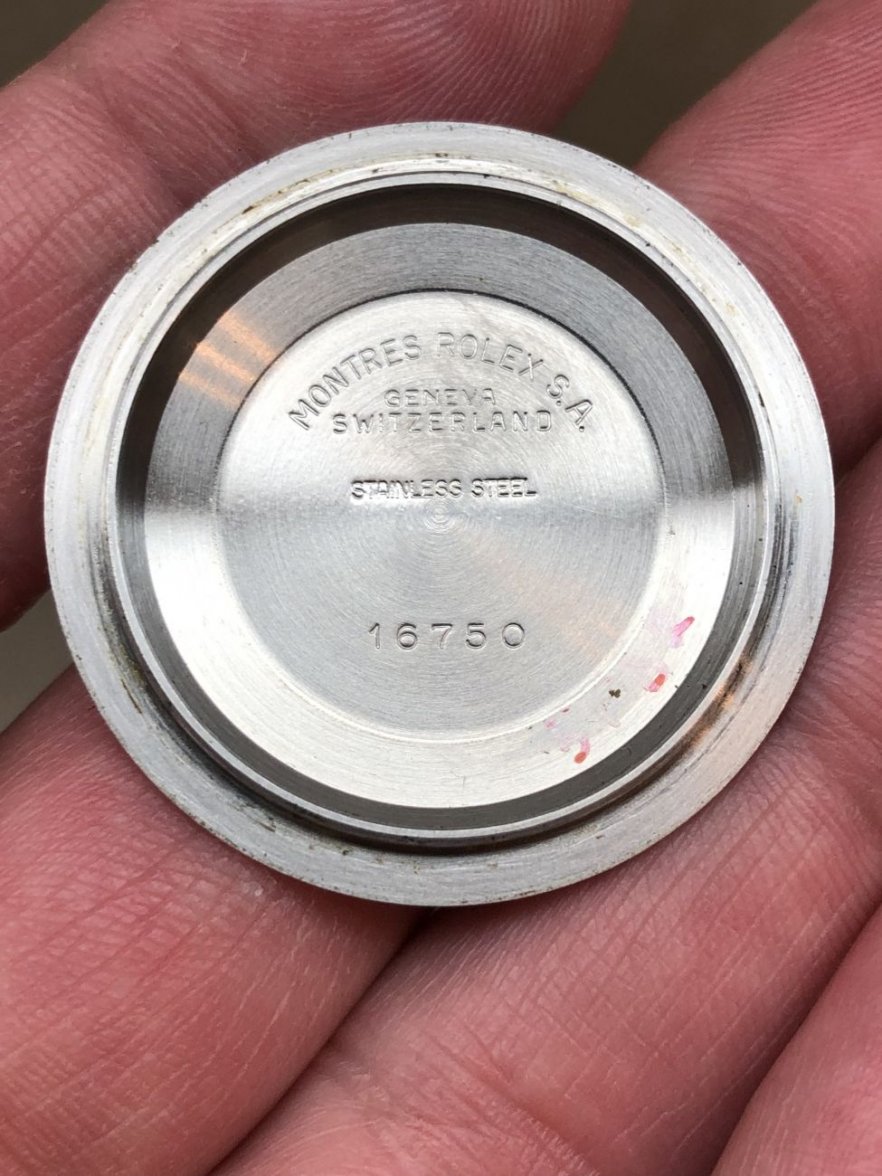 MONTRES ROLEX S.A.
GENEVA
SWITZERLAND
STAINLESS STEEL
16750